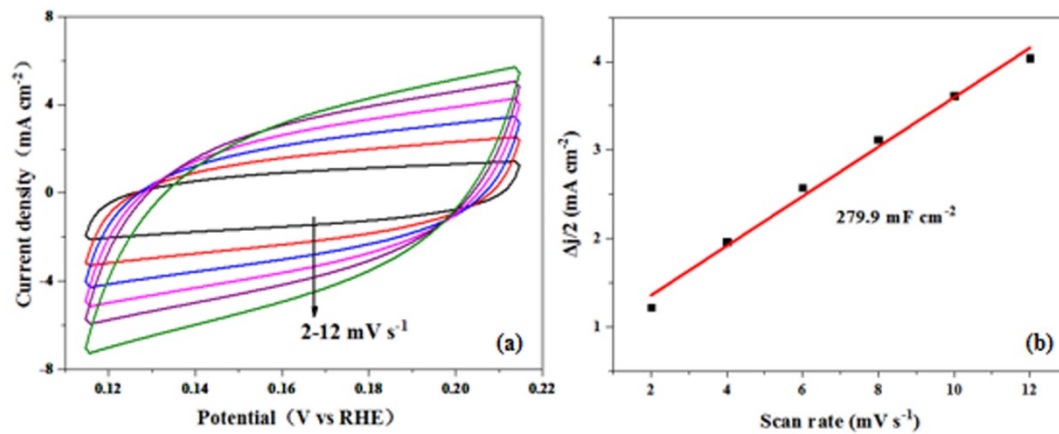 8
4
0
-4
-8
Current density（mA cm⁻²）
0.12 0.14 0.16 0.18 0.20 0.22
Potential（V vs RHE）
2-12 mV s⁻¹
(a)
4
3
2
1
Δj/2 (mA cm⁻²)
2 4 6 8 10 12
Scan rate (mV s⁻¹)
279.9 mF cm⁻²
(b)